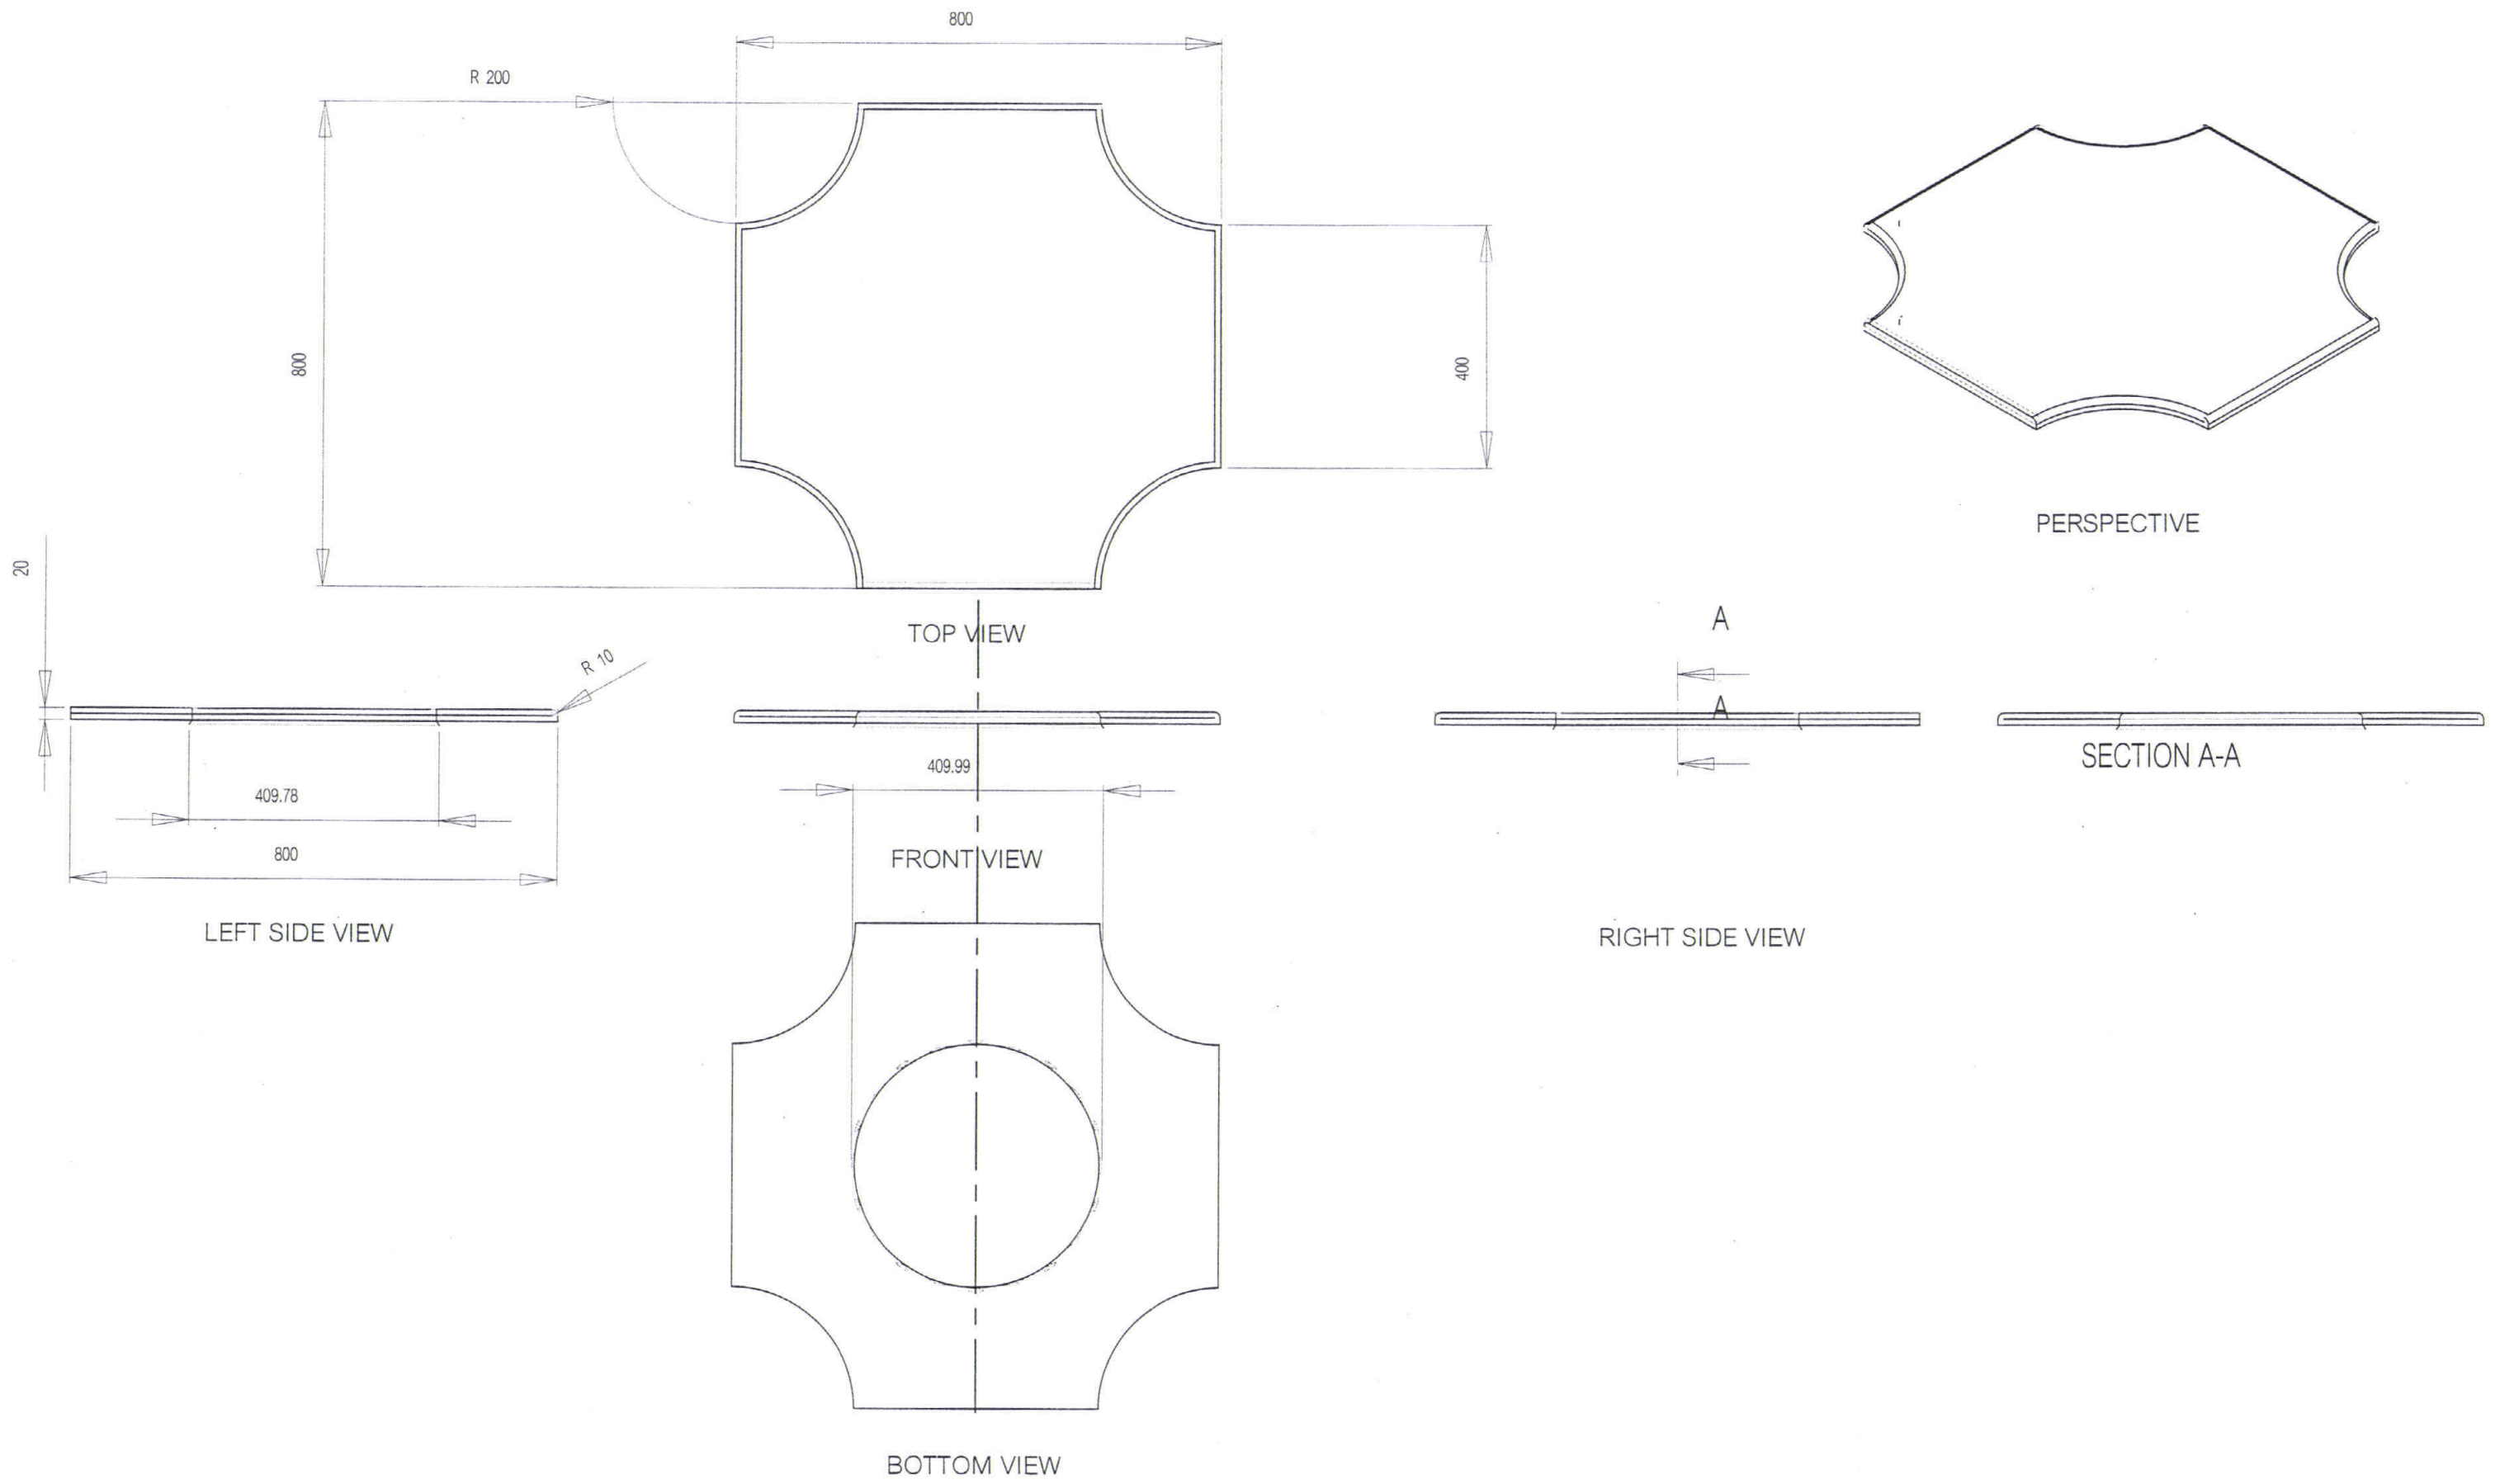 800
R 200
800
400
PERSPECTIVE
20
TOP VIEW
A
R 10
A
409.99
SECTION A-A
409.78
800
FRONT VIEW
LEFT SIDE VIEW
RIGHT SIDE VIEW
BOTTOM VIEW